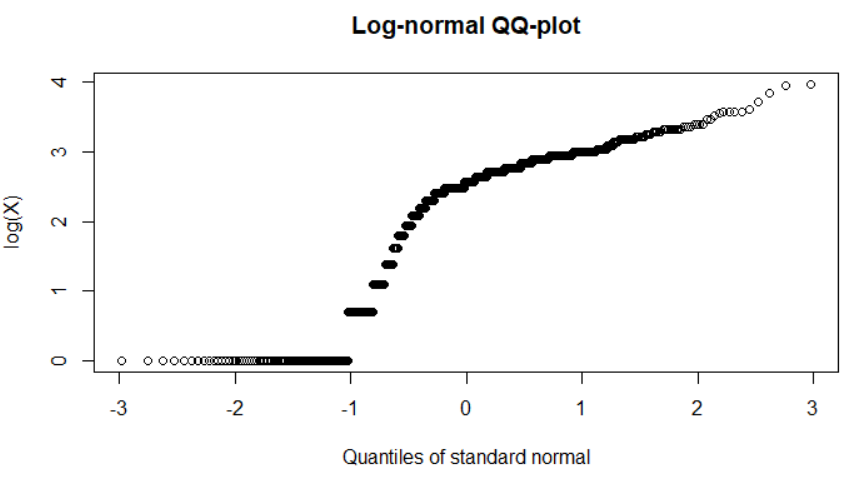 Log-normal QQ-plot
4
3
2
1
0
log(X)
-3 -2 -1 0 1 2 3
Quantiles of standard normal